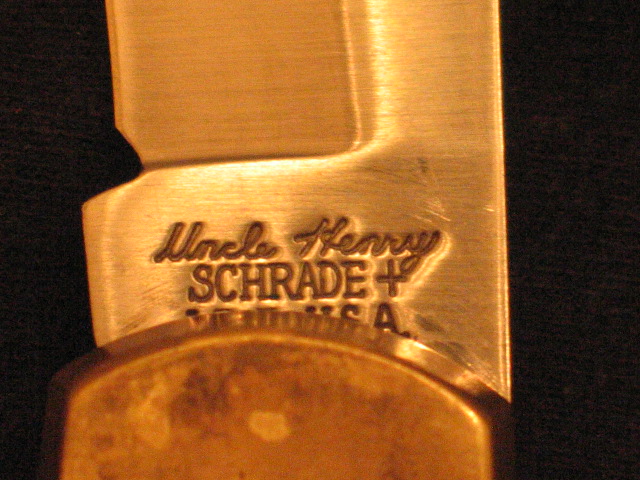 Uncle Henry
SCHRADE +
U.S.A.